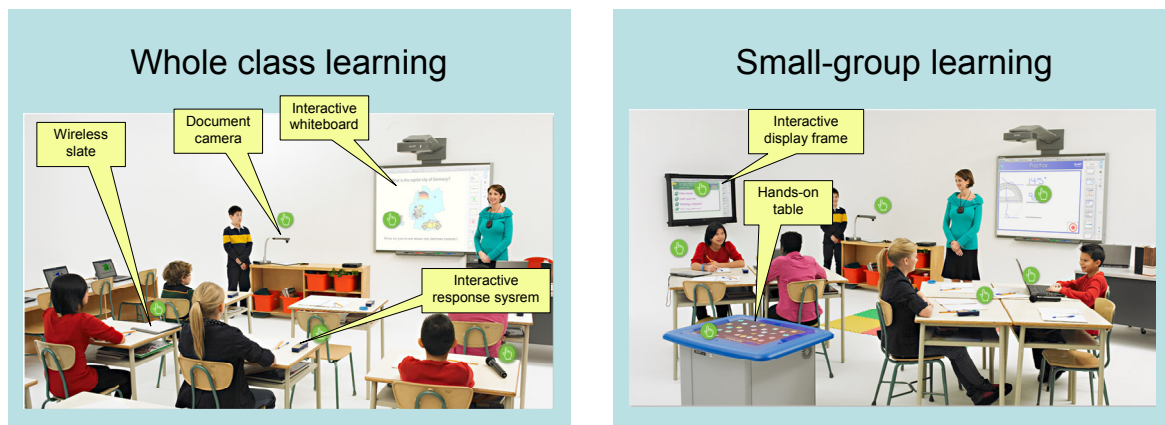 Whole class learning
Wireless
slate
Document
camera
Interactive
whiteboard
Interactive
response sysrem
Small-group learning
Interactive
display frame
Hands-on
table
Practice